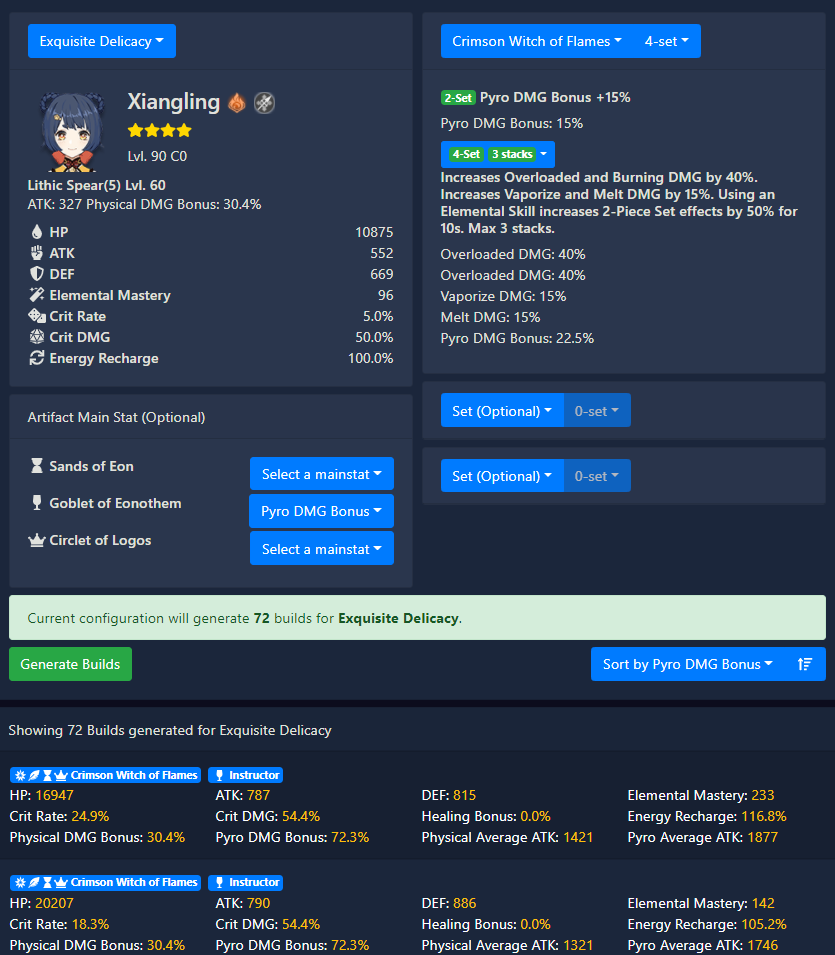 Exquisite Delicacy
Xiangling
Lvl. 90 C0
Lithic Spear(5) Lvl. 60
ATK: 327 Physical DMG Bonus: 30.4%
HP 10875
ATK 552
DEF 669
Elemental Mastery 96
Crit Rate 5.0%
Crit DMG 50.0%
Energy Recharge 100.0%
Artifact Main Stat (Optional)
Sands of Eon Select a mainstat
Goblet of Eonothem Pyro DMG Bonus
Circlet of Logos Select a mainstat
Crimson Witch of Flames 4-set
2-Set Pyro DMG Bonus +15%
Pyro DMG Bonus: 15%
4-Set 3 stacks
Increases Overloaded and Burning DMG by 40%.
Increases Vaporize and Melt DMG by 15%. Using an
Elemental Skill increases 2-Piece Set effects by 50% for
10s. Max 3 stacks.
Overloaded DMG: 40%
Overloaded DMG: 40%
Vaporize DMG: 15%
Melt DMG: 15%
Pyro DMG Bonus: 22.5%
Set (Optional) 0-set
Set (Optional) 0-set
Current configuration will generate 72 builds for Exquisite Delicacy.
Generate Builds Sort by Pyro DMG Bonus
Showing 72 Builds generated for Exquisite Delicacy
Crimson Witch of Flames Instructor
HP: 16947 ATK: 787 DEF: 815 Elemental Mastery: 233
Crit Rate: 24.9% Crit DMG: 54.4% Healing Bonus: 0.0% Energy Recharge: 116.8%
Physical DMG Bonus: 30.4% Pyro DMG Bonus: 72.3% Physical Average ATK: 1421 Pyro Average ATK: 1877
Crimson Witch of Flames Instructor
HP: 20207 ATK: 790 DEF: 886 Elemental Mastery: 142
Crit Rate: 18.3% Crit DMG: 54.4% Healing Bonus: 0.0% Energy Recharge: 105.2%
Physical DMG Bonus: 30.4% Pyro DMG Bonus: 72.3% Physical Average ATK: 1321 Pyro Average ATK: 1746